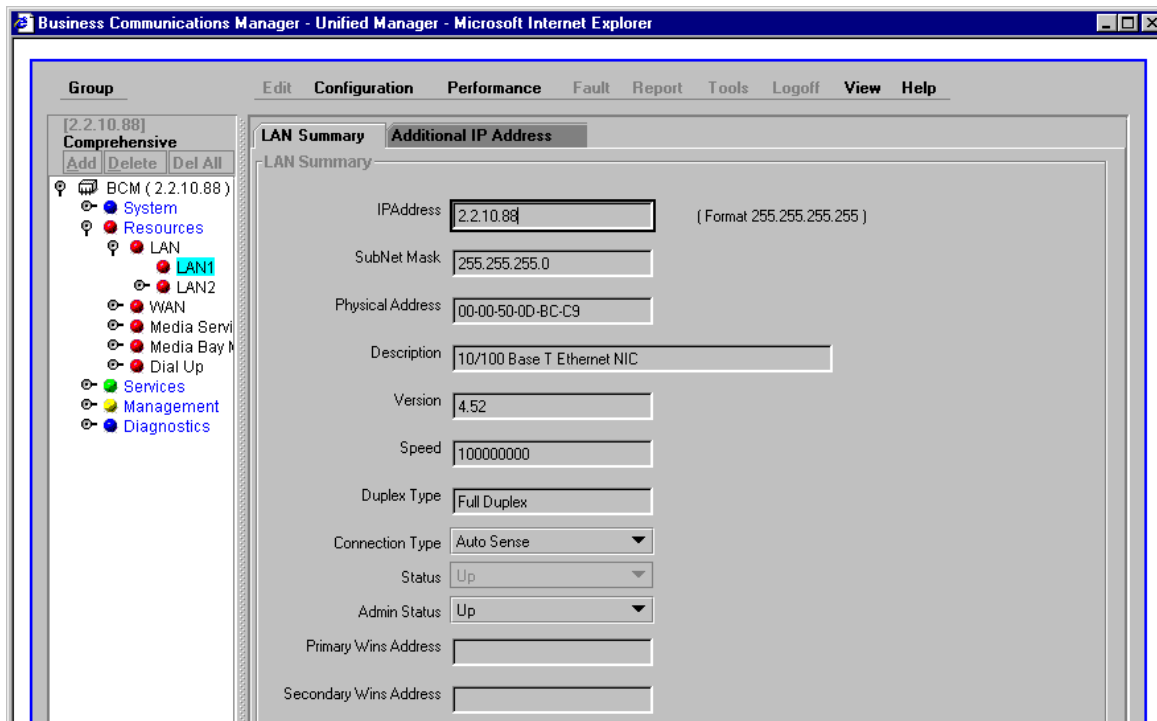 Business Communications Manager - Unified Manager - Microsoft Internet Explorer
Group Edit Configuration Performance Fault Report Tools Logoff View Help
[2.2.10.88]
Comprehensive
Add Delete Del All
BCM ( 2.2.10.88 )
System
Resources
LAN
LAN1
LAN2
WAN
Media Servi
Media Bay M
Dial Up
Services
Management
Diagnostics
LAN Summary Additional IP Address
LAN Summary
IPAddress 2.2.10.88 ( Format 255.255.255.255 )
SubNet Mask 255.255.255.0
Physical Address 00-00-50-0D-BC-C9
Description 10/100 Base T Ethernet NIC
Version 4.52
Speed 100000000
Duplex Type Full Duplex
Connection Type Auto Sense
Status Up
Admin Status Up
Primary Wins Address
Secondary Wins Address